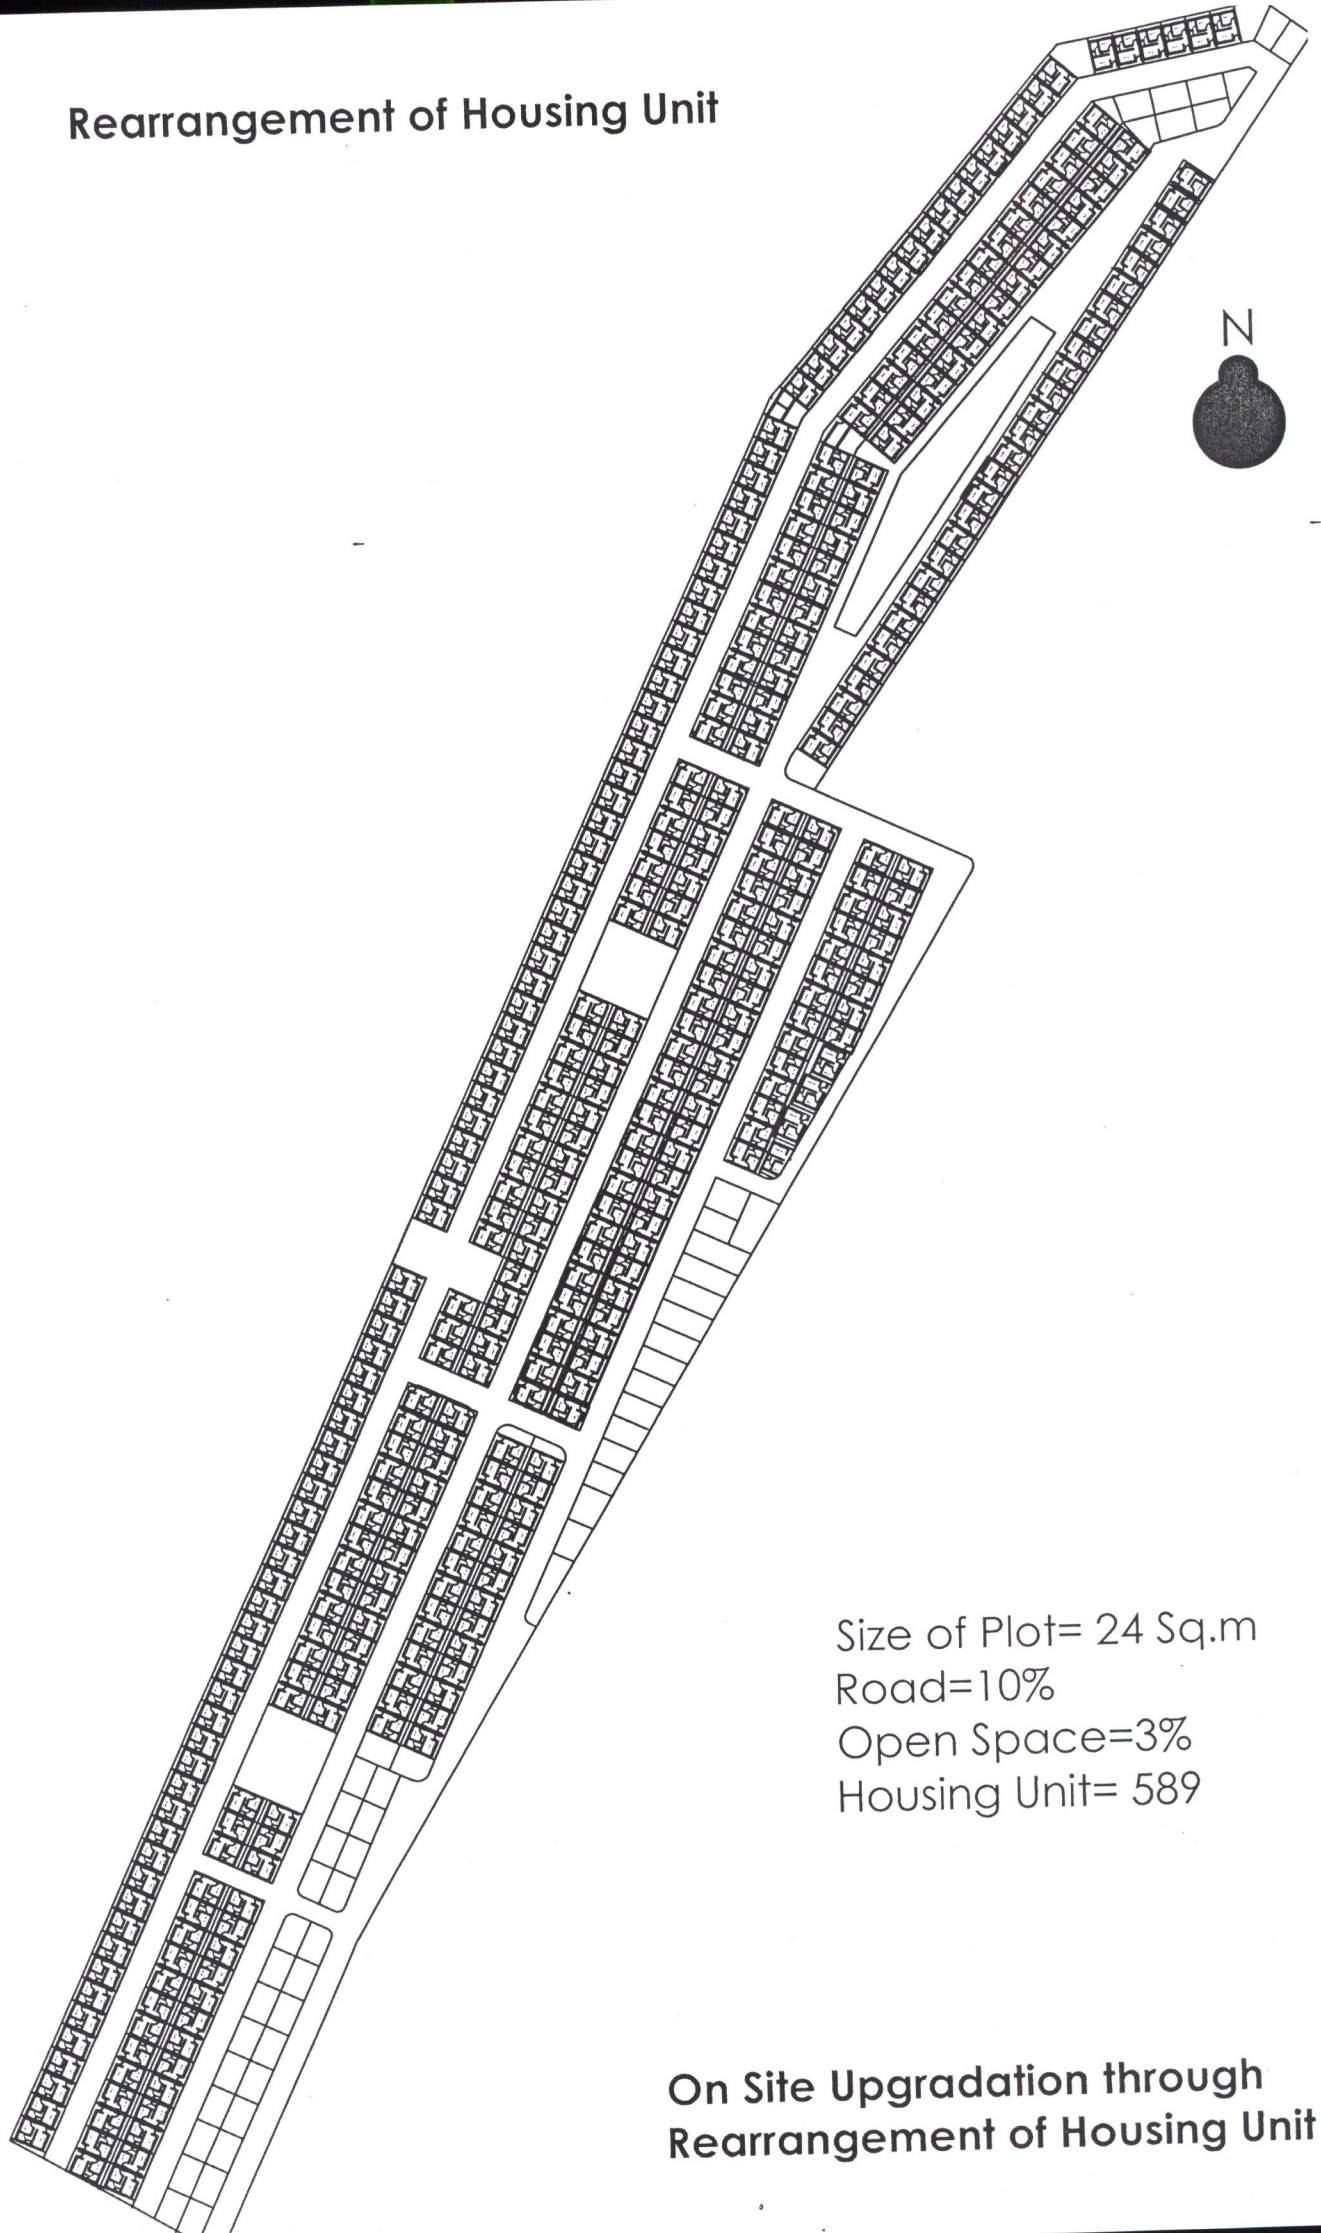 Rearrangement of Housing Unit
N
Size of Plot= 24 Sq.m
Road=10%
Open Space=3%
Housing Unit= 589
On Site Upgradation through
Rearrangement of Housing Unit